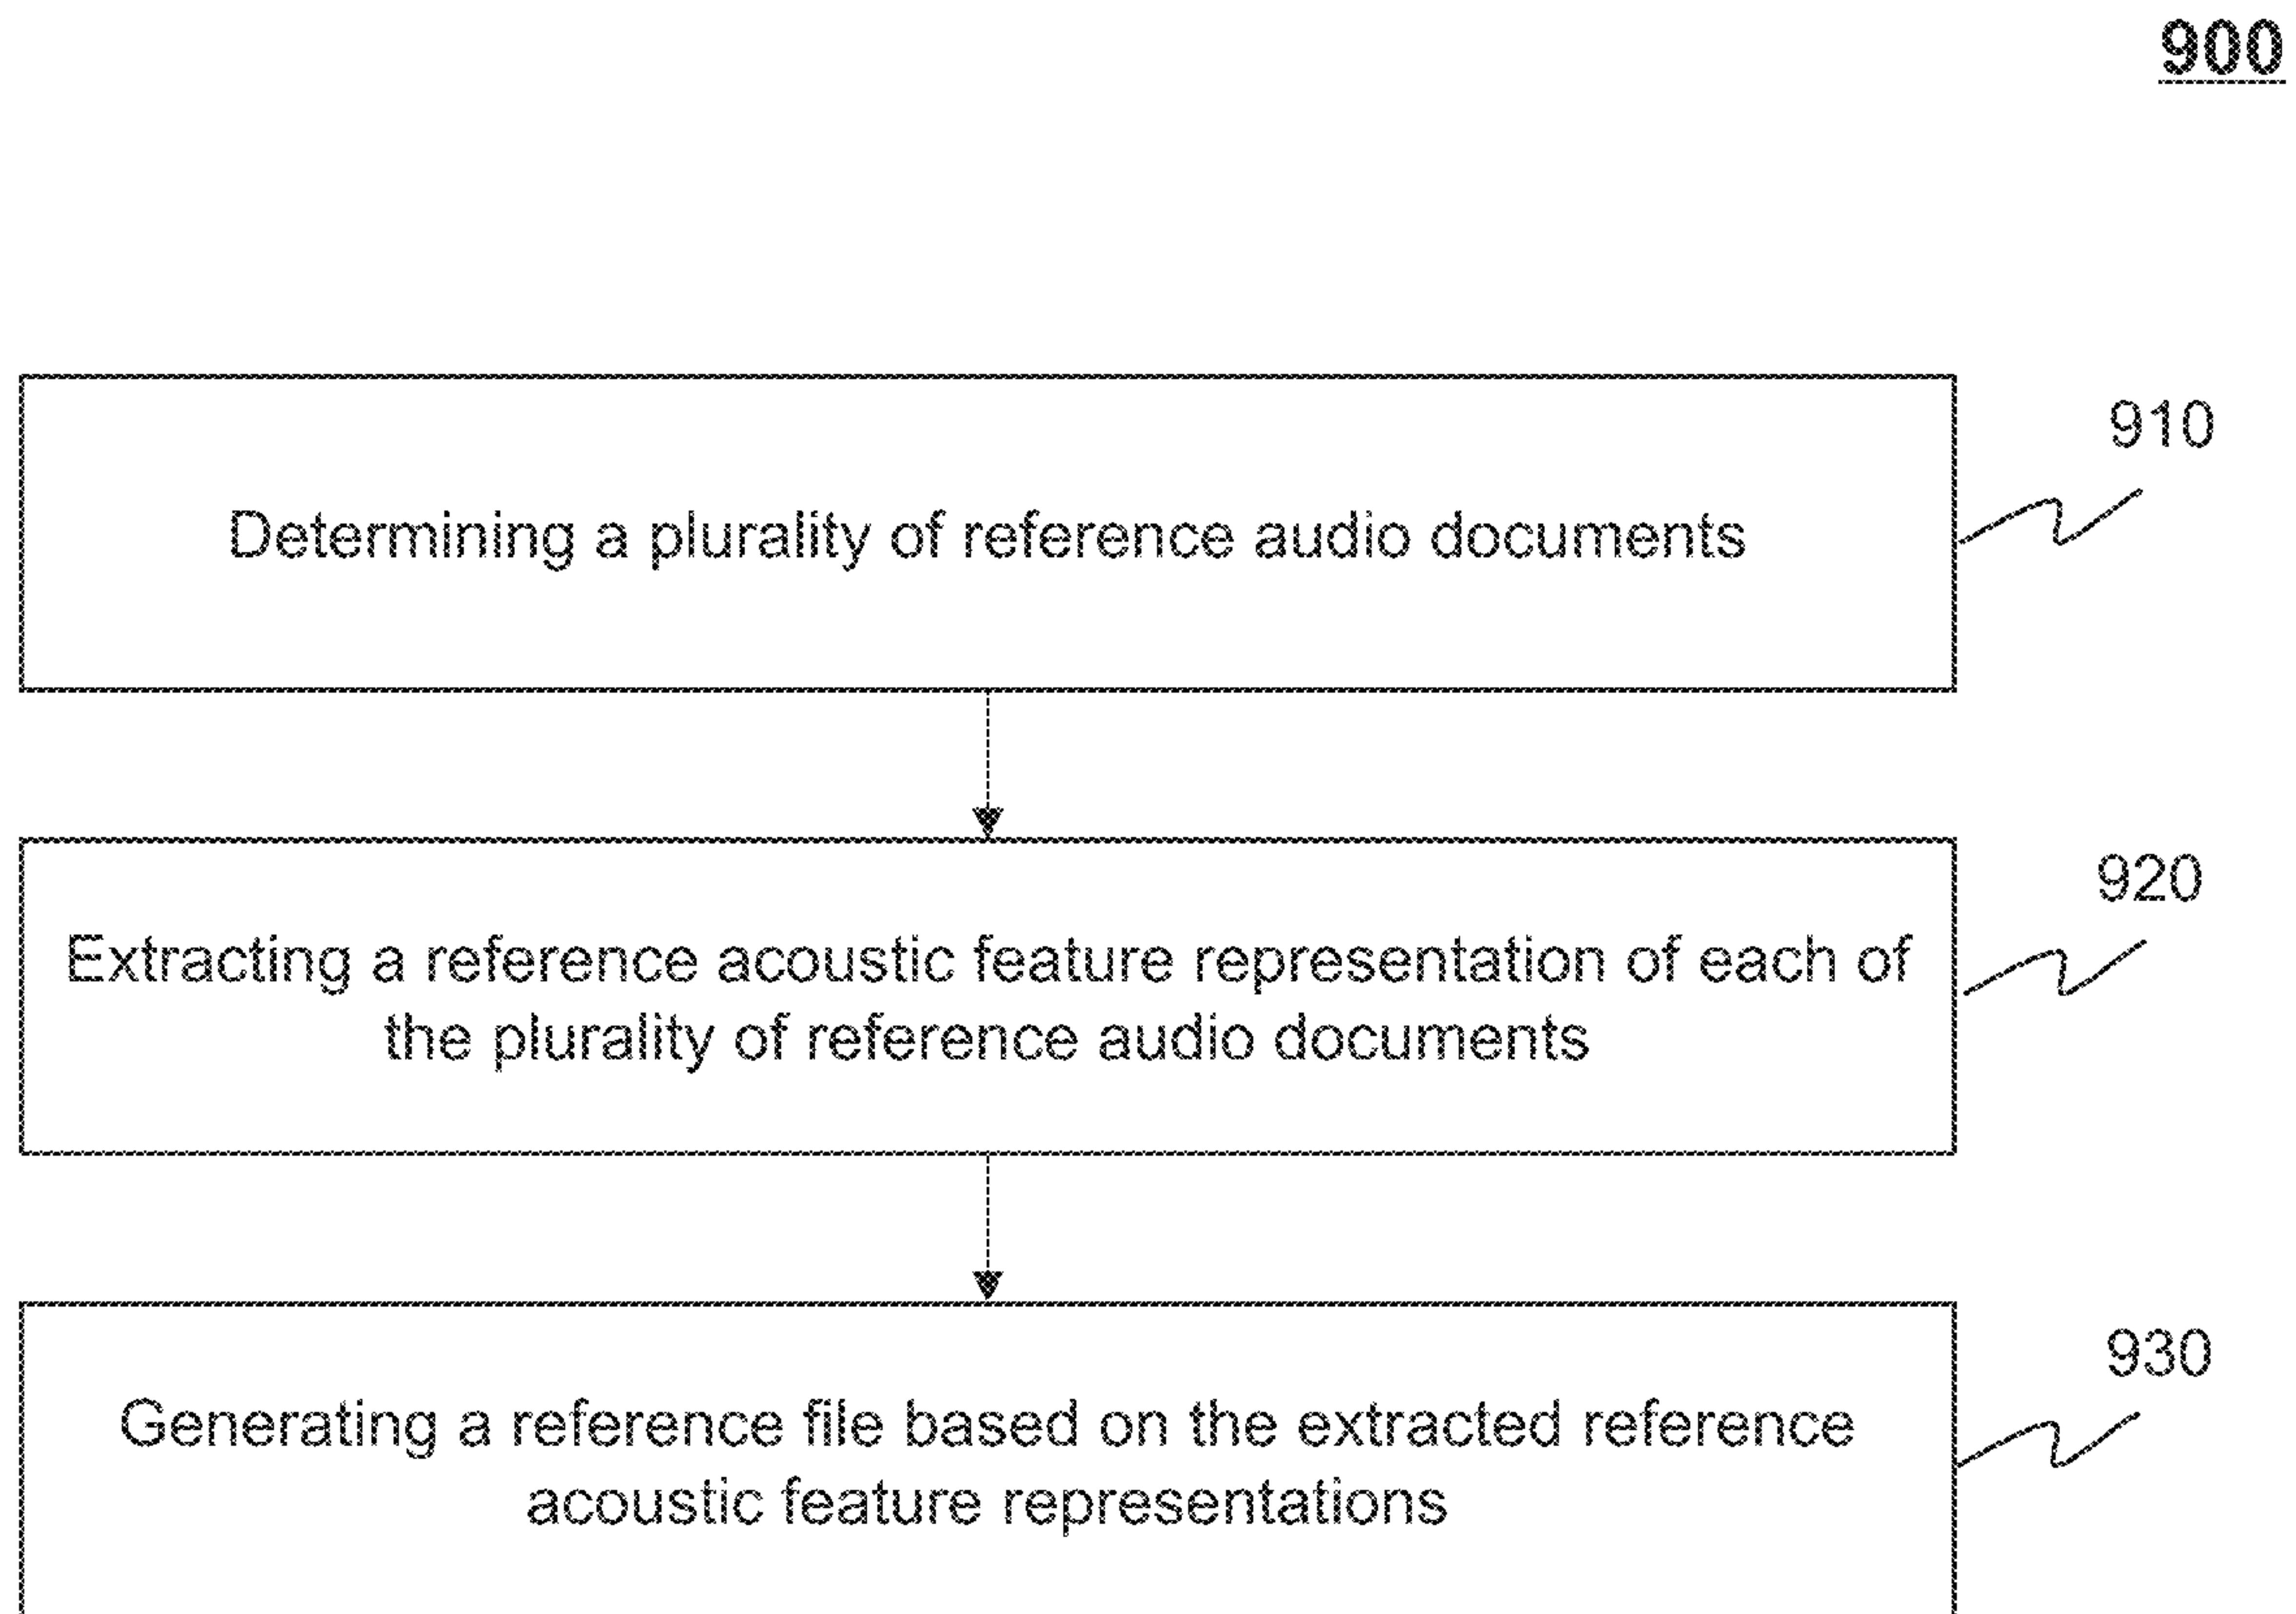 900
910
Determining a plurality of reference audio documents
920
Extracting a reference acoustic feature representation of each of
the plurality of reference audio documents
930
Generating a reference file based on the extracted reference
acoustic feature representations